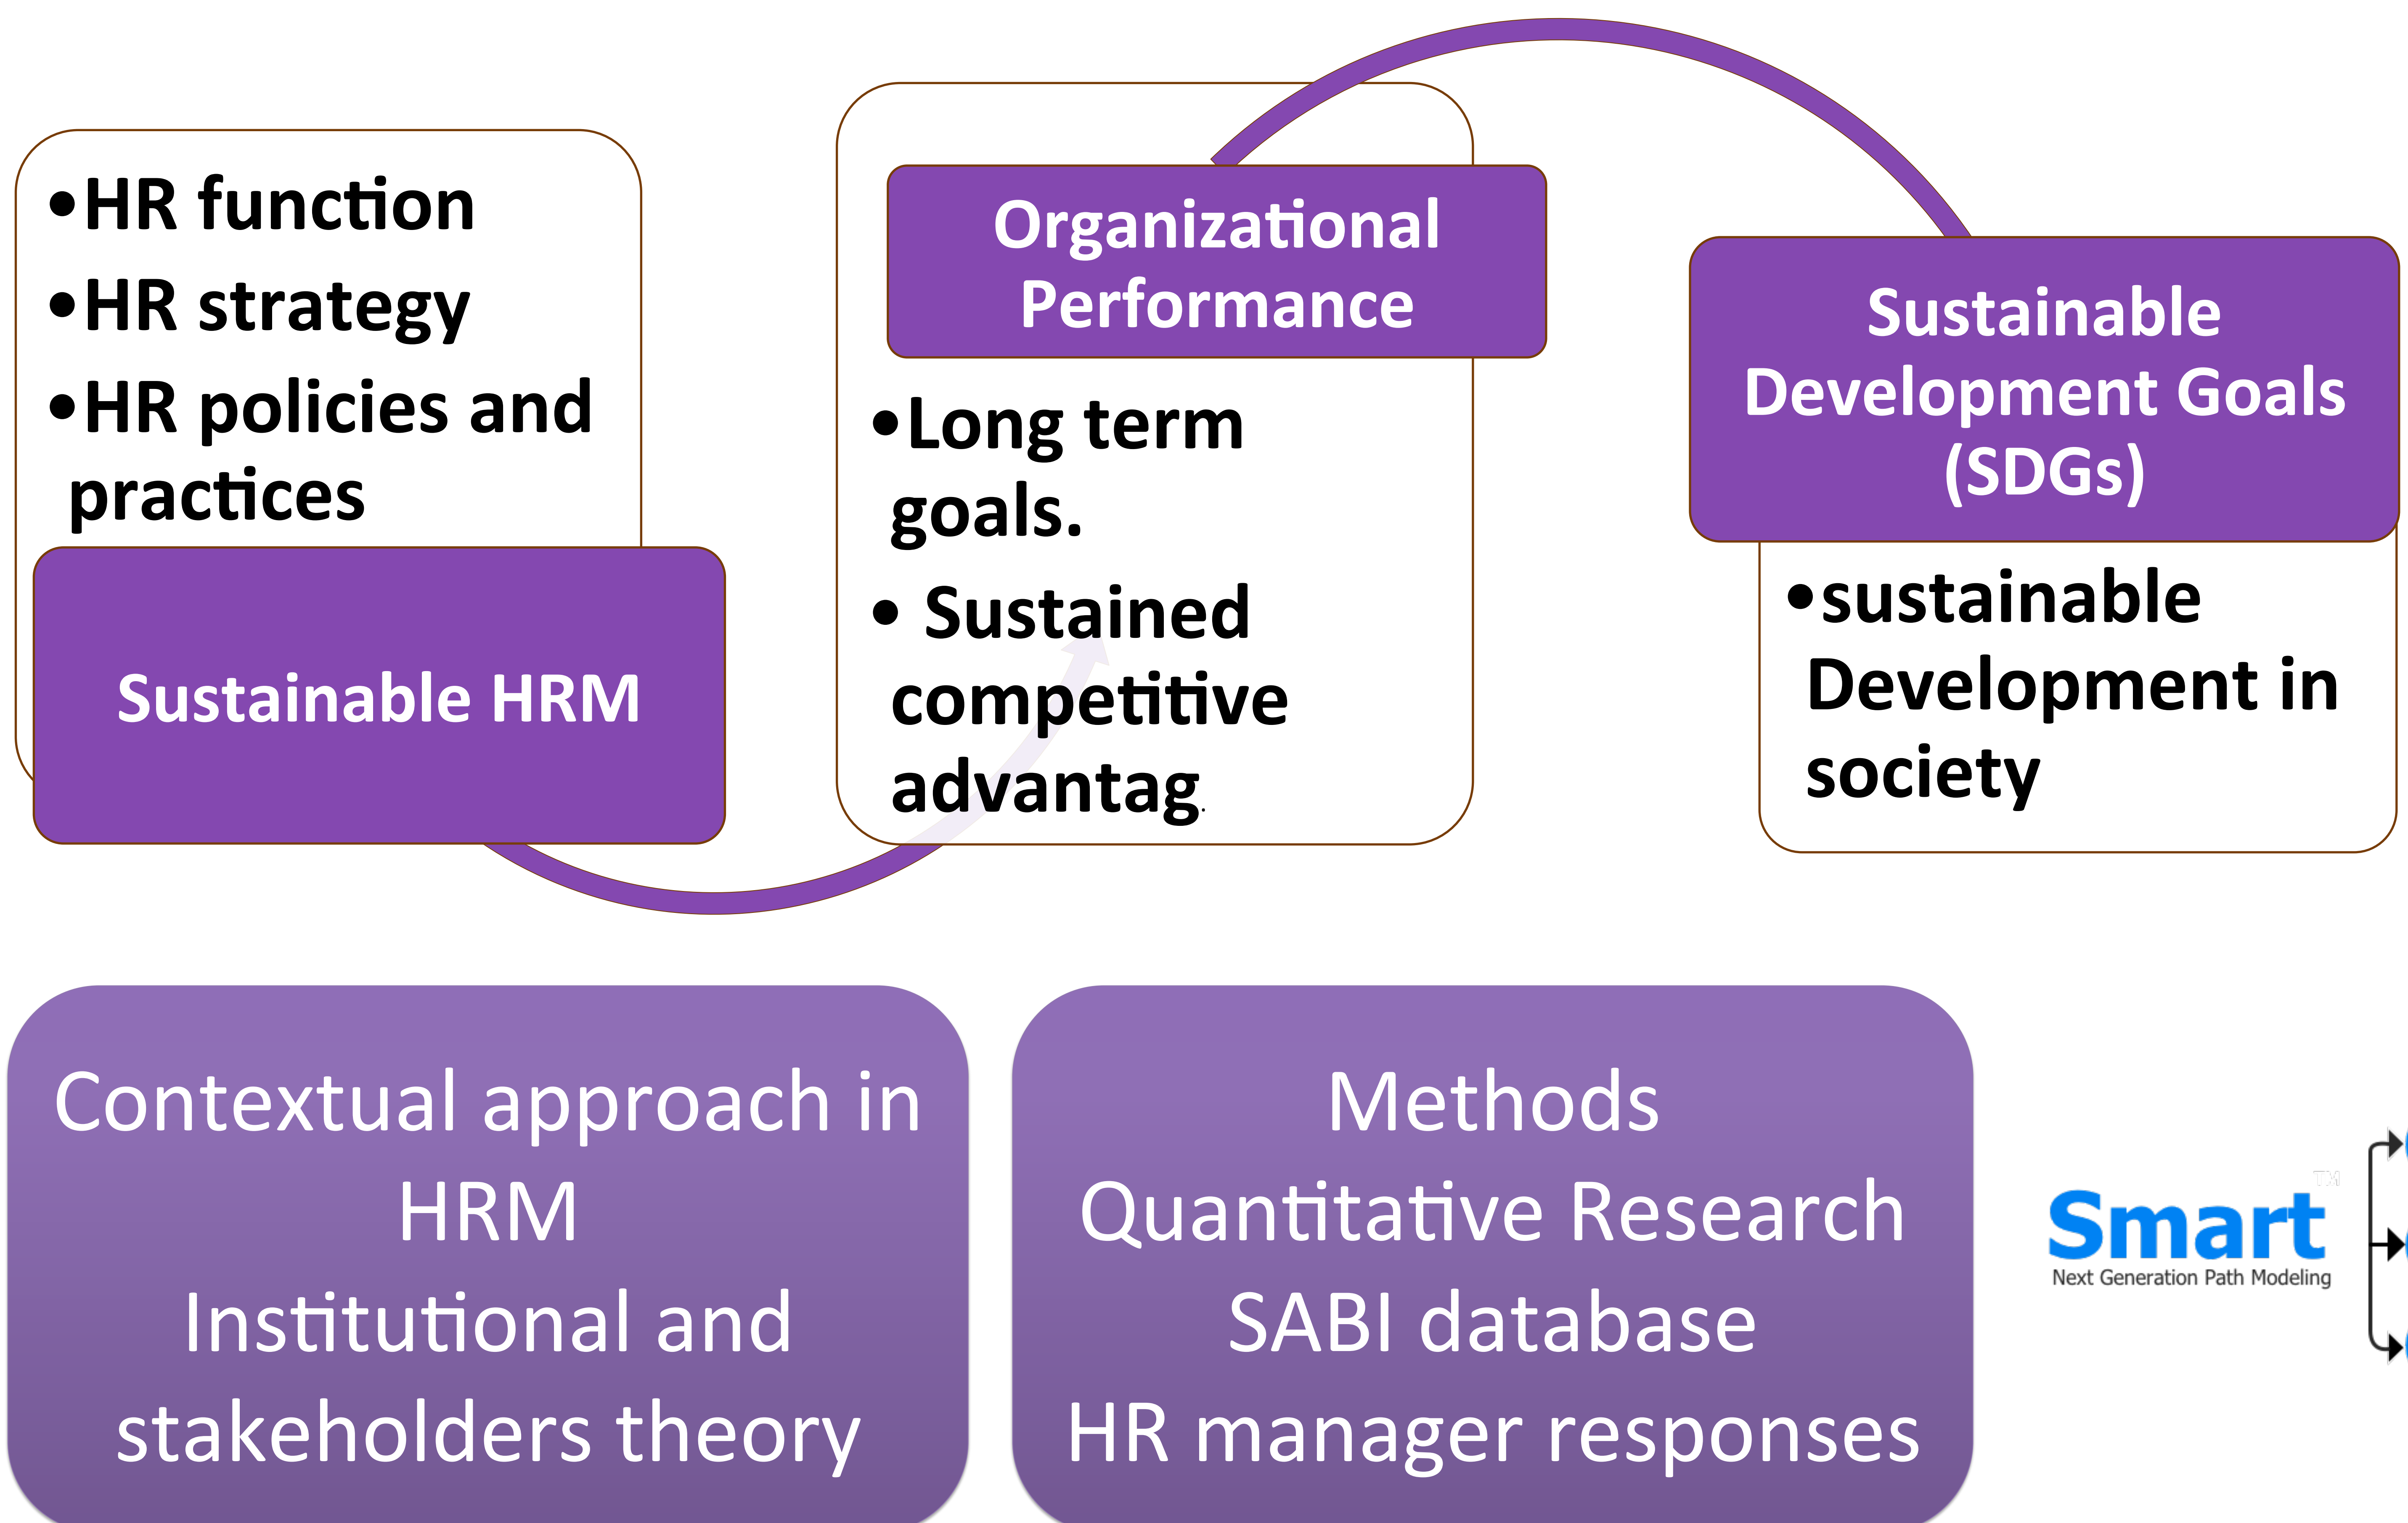 •HR function
•HR strategy
•HR policies and
practices
Sustainable HRM
Organizational
Performance
•Long term
goals.
• Sustained
competitive
advantag.
Sustainable
Development Goals
(SDGs)
•sustainable
Development in
society
Contextual approach in
HRM
Institutional and
stakeholders theory
Methods
Quantitative Research
SABI database
HR manager responses
Smart™
Next Generation Path Modeling